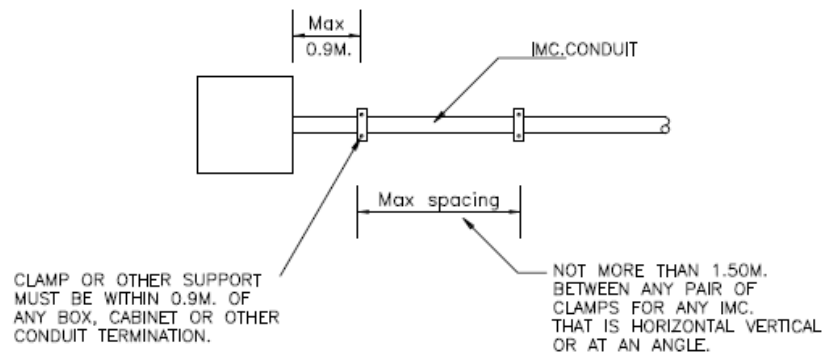 Max
0.9M.
IMC.CONDUIT
Max spacing
CLAMP OR OTHER SUPPORT
MUST BE WITHIN 0.9M. OF
ANY BOX, CABINET OR OTHER
CONDUIT TERMINATION.
NOT MORE THAN 1.50M.
BETWEEN ANY PAIR OF
CLAMPS FOR ANY IMC.
THAT IS HORIZONTAL VERTICAL
OR AT AN ANGLE.